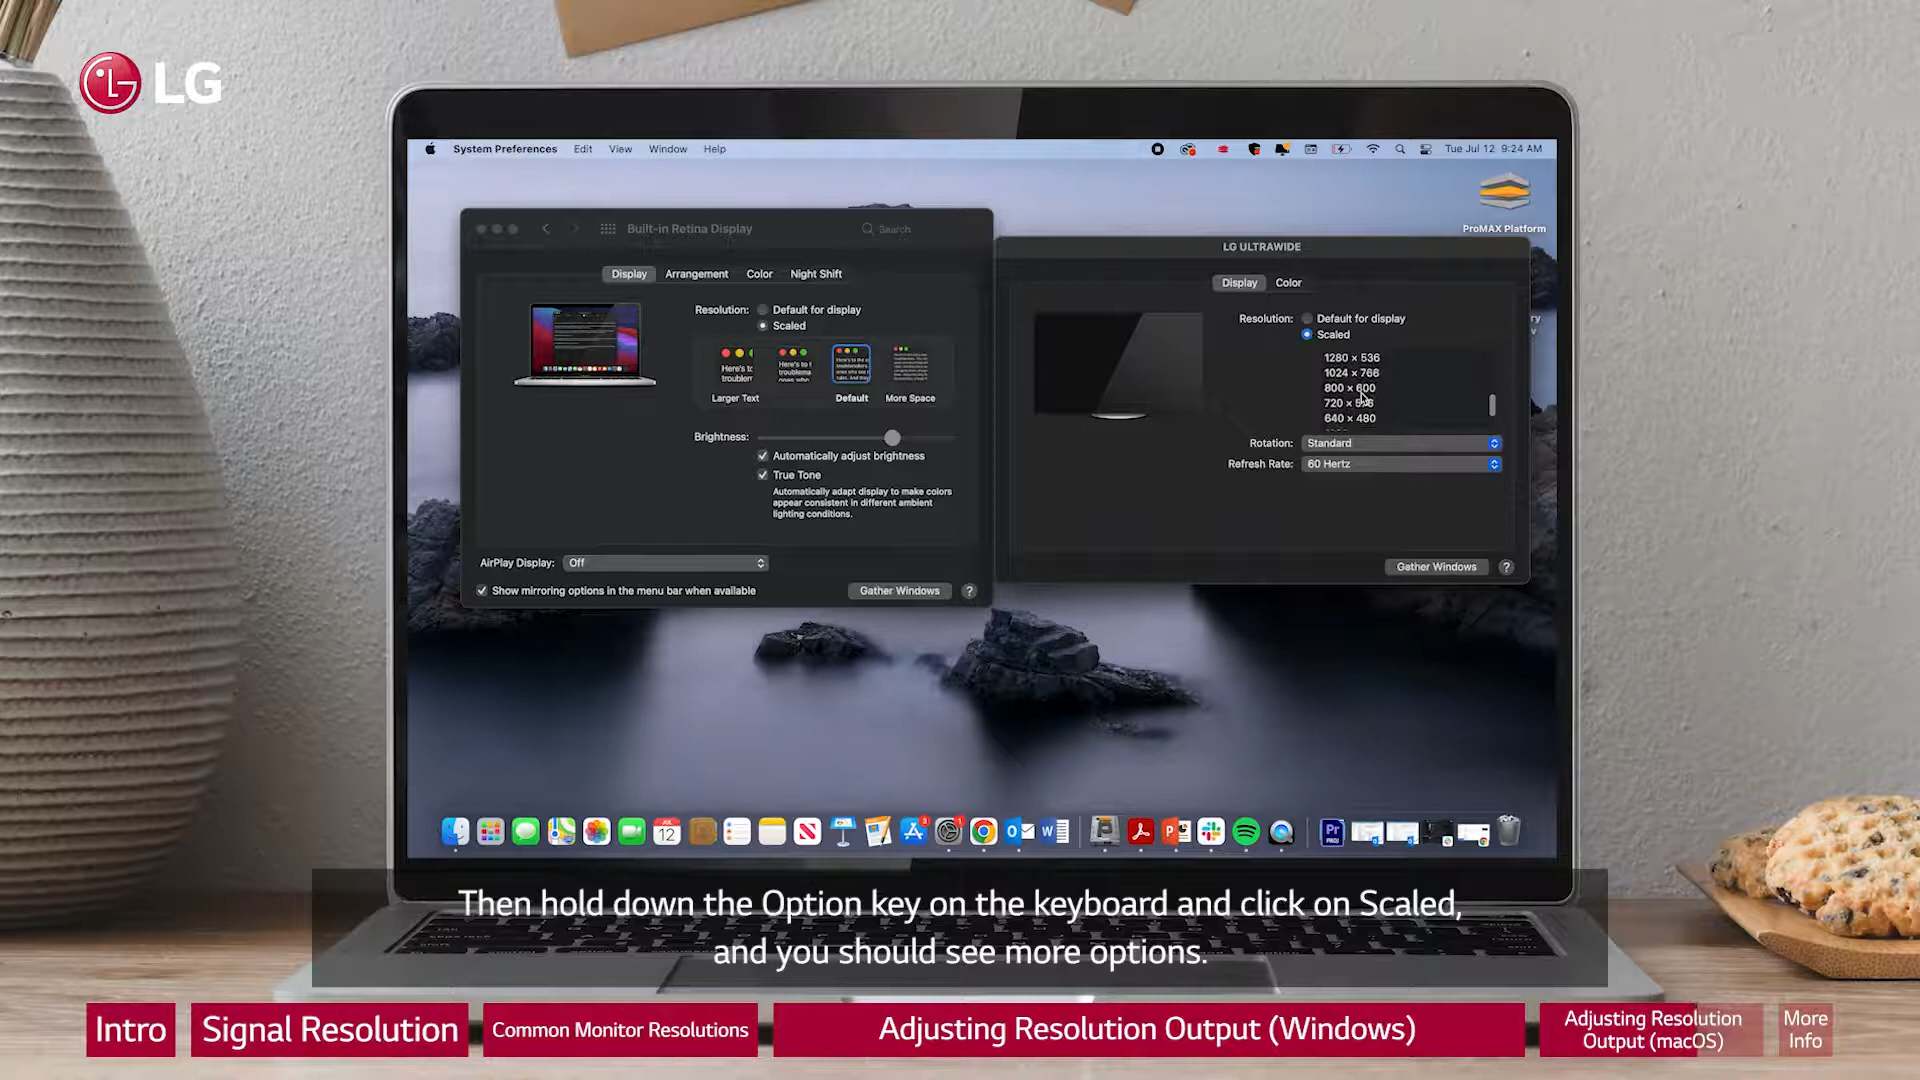 LG
System Preferences Edit View Window Help
Tue Jul 12 9:24 AM
ProMAX Platform
Built-in Retina Display
Search
Display Arrangement Color Night Shift
Resolution: Default for display
Scaled
Larger Text Default More Space
Brightness:
Automatically adjust brightness
True Tone
Automatically adapt display to make colors
appear consistent in different ambient
lighting conditions.
AirPlay Display: Off
Show mirroring options in the menu bar when available
Gather Windows ?
LG ULTRAWIDE
Display Color
Resolution: Default for display
Scaled
1280 × 536
1024 × 766
800 × 600
720 ×
640 × 480
Rotation: Standard
Refresh Rate: 60 Hertz
Gather Windows ?
JUL
12
Then hold down the Option key on the keyboard and click on Scaled,
and you should see more options.
Intro
Signal Resolution
Common Monitor Resolutions
Adjusting Resolution Output (Windows)
Adjusting Resolution
Output (macOS)
More
Info